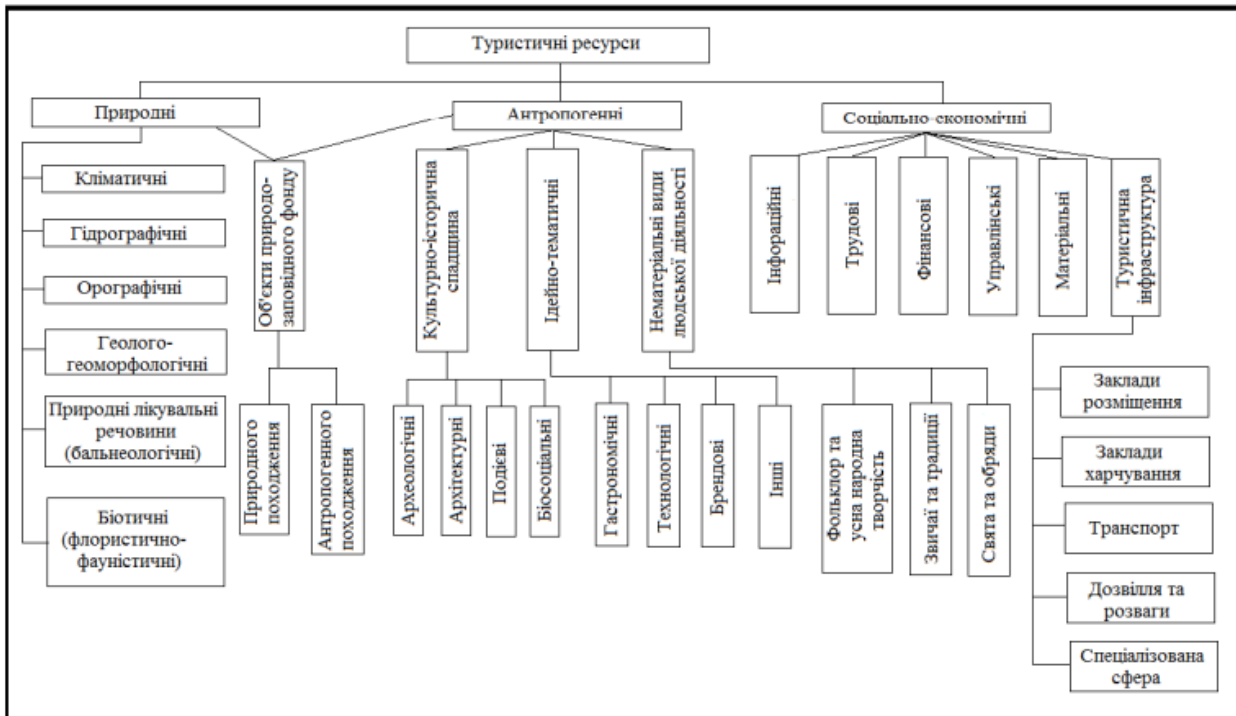 Туристичні ресурси
Природні
Антропогенні
Соціально-економічні
Кліматичні
Гідрографічні
Орографічні
Геолого-
геоморфологічні
Природні лікувальні
речовини
(бальнеологічні)
Біотичні
(флористично-
фауністичні)
Об'єкти природо-
заповідного фонду
Культурно-історична
спадщина
Ідейно-тематичні
Нематеріальні види
людської діяльності
Інфораційні
Трудові
Фінансові
Управлінські
Матеріальні
Туристична
інфраструктура
Природного
походження
Антропогенного
походження
Археологічні
Архітектурні
Подієві
Біосоціальні
Гастрономічні
Технологічні
Брендові
Інші
Фольклор та
усна народна
творчість
Звичаї та традиції
Свята та обряди
Заклади
розміщення
Заклади
харчування
Транспорт
Дозвілля та
розваги
Спеціалізована
сфера